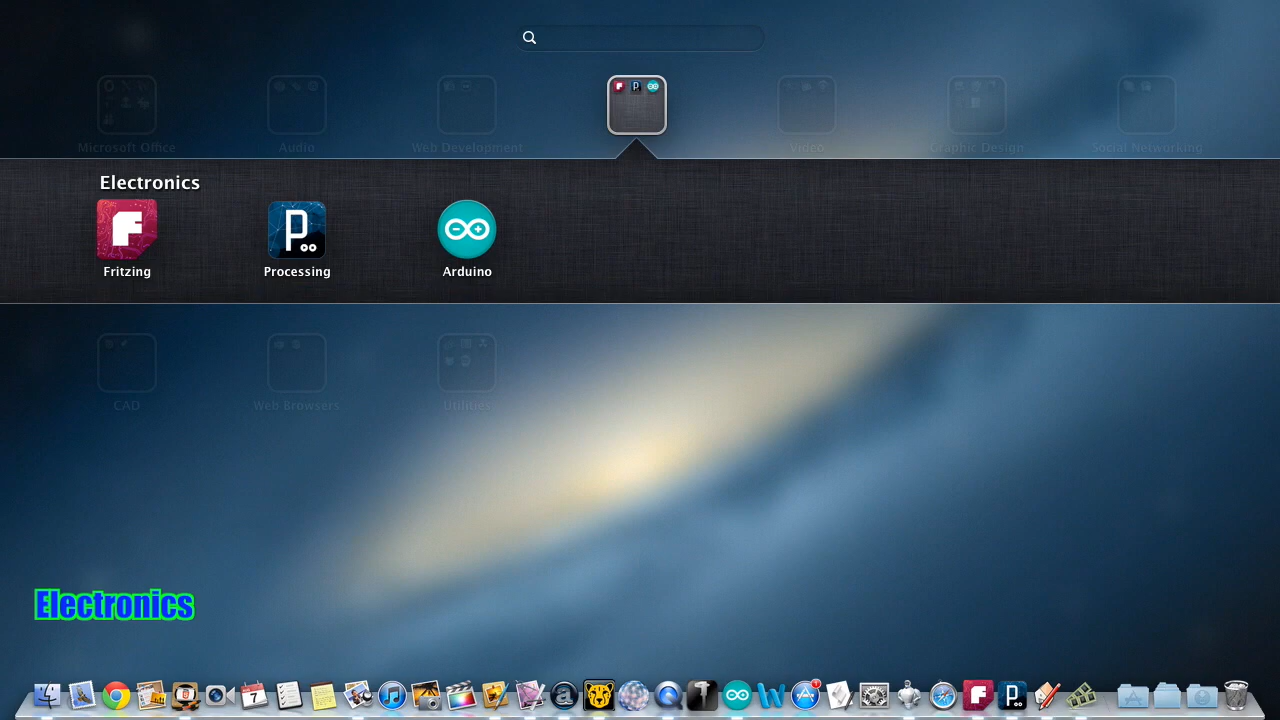 Microsoft Office
Audio
Web Development
Video
Graphic Design
Social Networking
Electronics
Fritzing
Processing
Arduino
CAD
Web Browsers
Utilities
Electronics